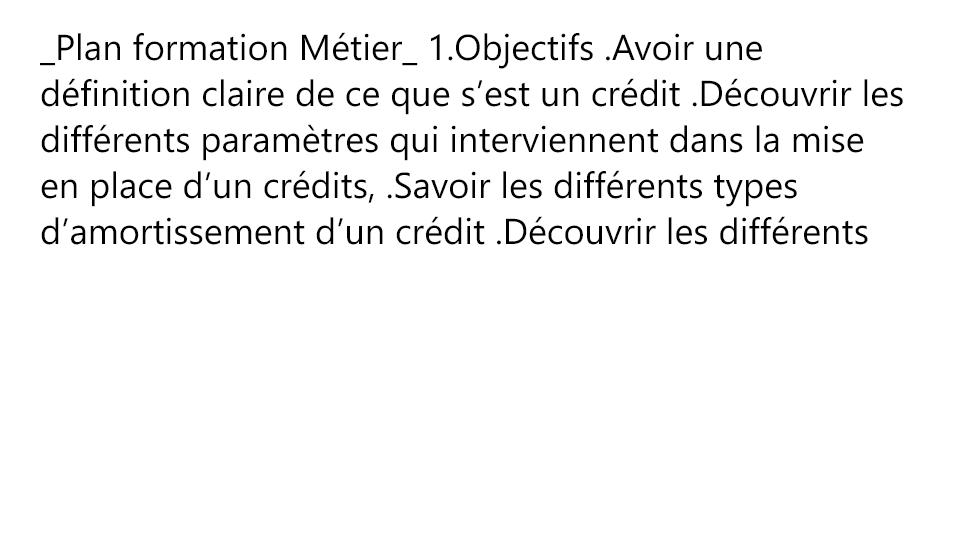 _Plan formation Métier_ 1.Objectifs .Avoir une
définition claire de ce que s’est un crédit .Découvrir les
différents paramètres qui interviennent dans la mise
en place d’un crédits, .Savoir les différents types
d’amortissement d’un crédit .Découvrir les différents